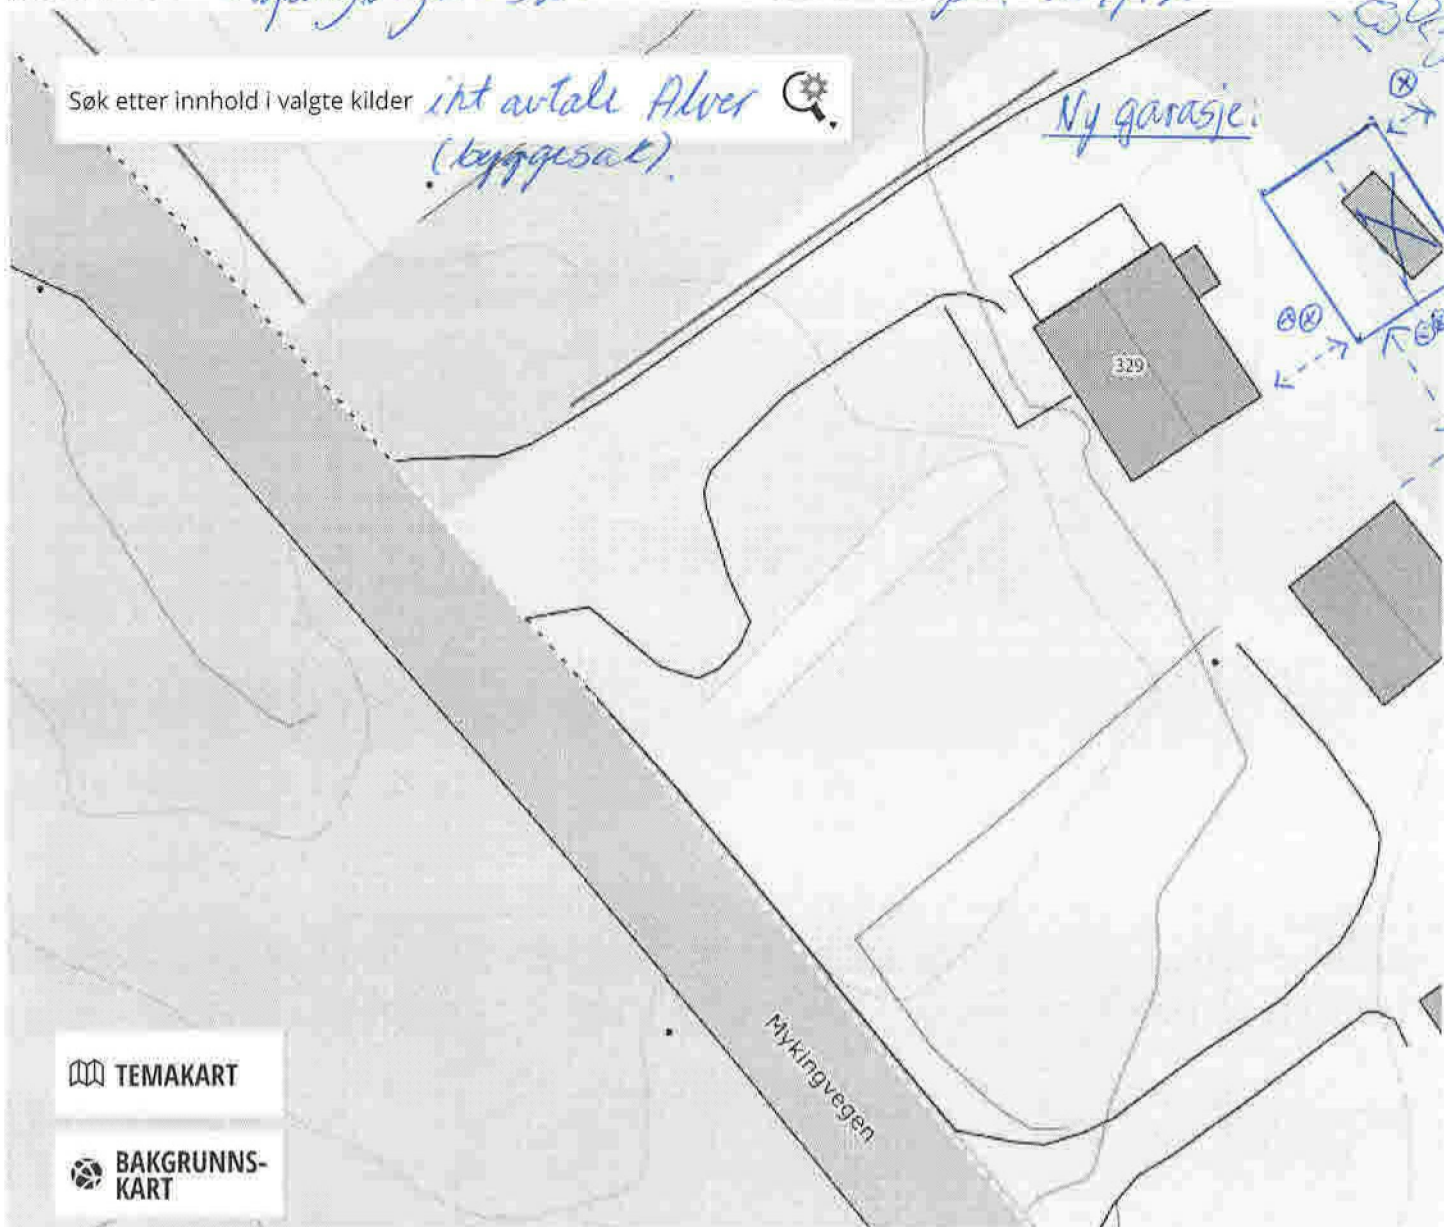 Søk etter innhold i valgte kilder
iht avtale Alver
(byggesak).
Ny garasje:
329
Mykingvegen
TEMAKART
BAKGRUNNS-
KART